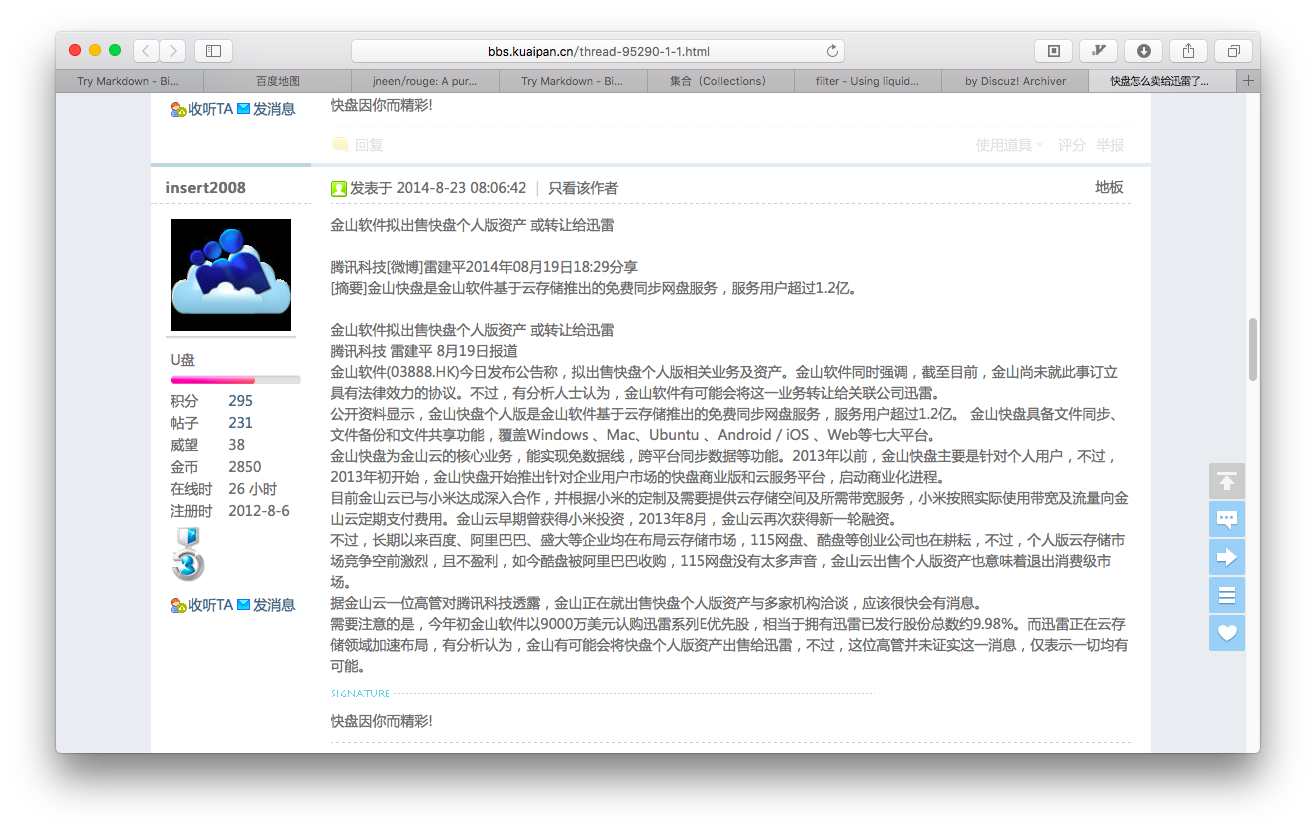 bbs.kuaipan.cn/thread-95290-1-1.html
Try Markdown - Bi...
百度地图
jneen/rouge: A pur...
Try Markdown - Bi...
集合（Collections）
filter - Using liquid...
by Discuz! Archiver
快盘怎么卖给迅雷了...
收听TA 发消息
快盘因你而精彩!
回复
使用道具 评分 举报
insert2008
发表于 2014-8-23 08:06:42 | 只看该作者
地板
金山软件拟出售快盘个人版资产 或转让给迅雷
腾讯科技[微博]雷建平2014年08月19日18:29分享
[摘要]金山快盘是金山软件基于云存储推出的免费同步网盘服务，服务用户超过1.2亿。
金山软件拟出售快盘个人版资产 或转让给迅雷
腾讯科技 雷建平 8月19日报道
金山软件(03888.HK)今日发布公告称，拟出售快盘个人版相关业务及资产。金山软件同时强调，截至目前，金山尚未就此事订立
具有法律效力的协议。不过，有分析人士认为，金山软件有可能会将这一业务转让给关联公司迅雷。
公开资料显示，金山快盘个人版是金山软件基于云存储推出的免费同步网盘服务，服务用户超过1.2亿。 金山快盘具备文件同步、
文件备份和文件共享功能，覆盖Windows 、Mac、Ubuntu 、Android / iOS 、Web等七大平台。
金山快盘为金山云的核心业务，能实现免数据线，跨平台同步数据等功能。2013年以前，金山快盘主要是针对个人用户，不过，
2013年初开始，金山快盘开始推出针对企业用户市场的快盘商业版和云服务平台，启动商业化进程。
目前金山云已与小米达成深入合作，并根据小米的定制及需要提供云存储空间及所需带宽服务，小米按照实际使用带宽及流量向金
山云定期支付费用。金山云早期曾获得小米投资，2013年8月，金山云再次获得新一轮融资。
不过，长期以来百度、阿里巴巴、盛大等企业均在布局云存储市场，115网盘、酷盘等创业公司也在耕耘，不过，个人版云存储市
场竞争空前激烈，且不盈利，如今酷盘被阿里巴巴收购，115网盘没有太多声音，金山云出售个人版资产也意味着退出消费级市
场。
据金山云一位高管对腾讯科技透露，金山正在就出售快盘个人版资产与多家机构洽谈，应该很快会有消息。
需要注意的是，今年初金山软件以9000万美元认购迅雷系列E优先股，相当于拥有迅雷已发行股份总数约9.98%。而迅雷正在云存
储领域加速布局，有分析认为，金山有可能会将快盘个人版资产出售给迅雷，不过，这位高管并未证实这一消息，仅表示一切均有
可能。
SIGNATURE
快盘因你而精彩!
U盘
积分 295
帖子 231
威望 38
金币 2850
在线时 26 小时
注册时 2012-8-6
3
收听TA 发消息